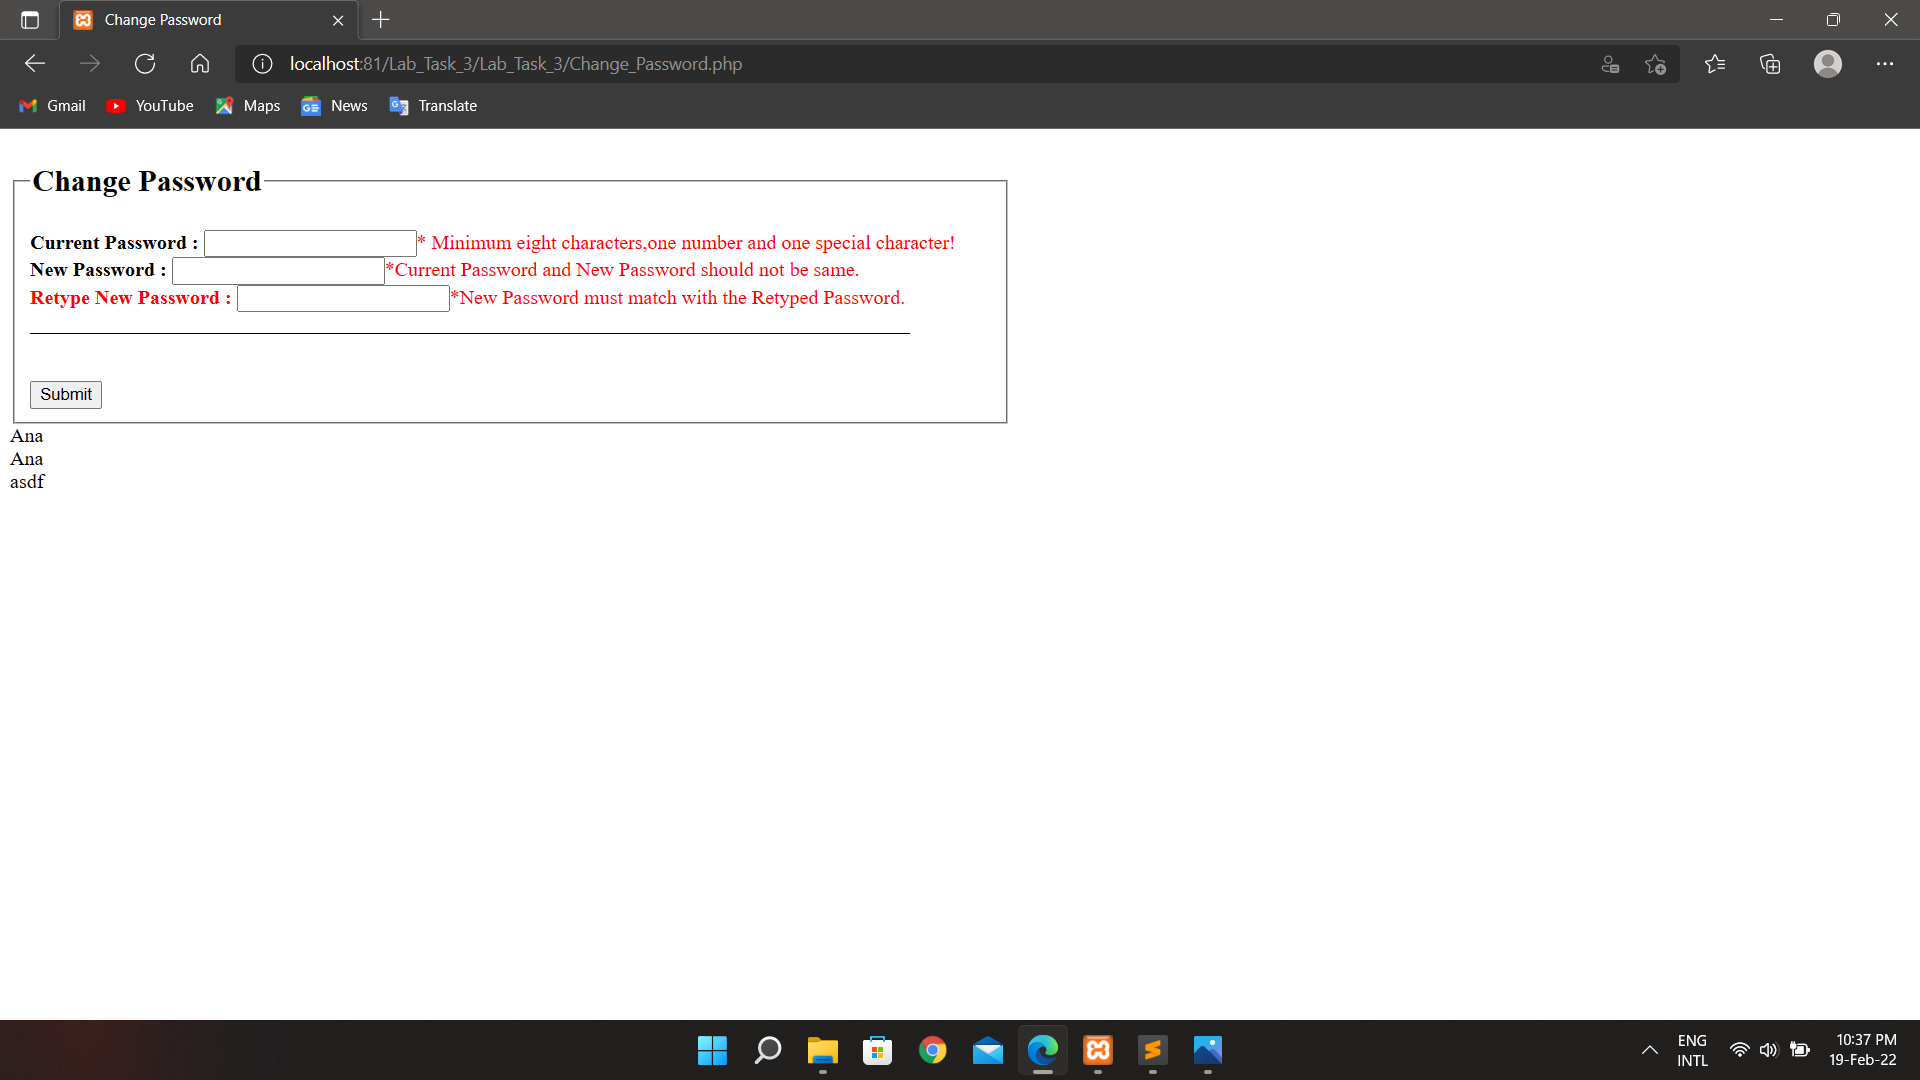 Change Password
localhost:81/Lab_Task_3/Lab_Task_3/Change_Password.php
Gmail YouTube Maps News Translate
Change Password
Current Password : * Minimum eight characters,one number and one special character!
New Password : *Current Password and New Password should not be same.
Retype New Password : *New Password must match with the Retyped Password.
Submit
Ana
Ana
asdf
ENG 10:37 PM
INTL 19-Feb-22